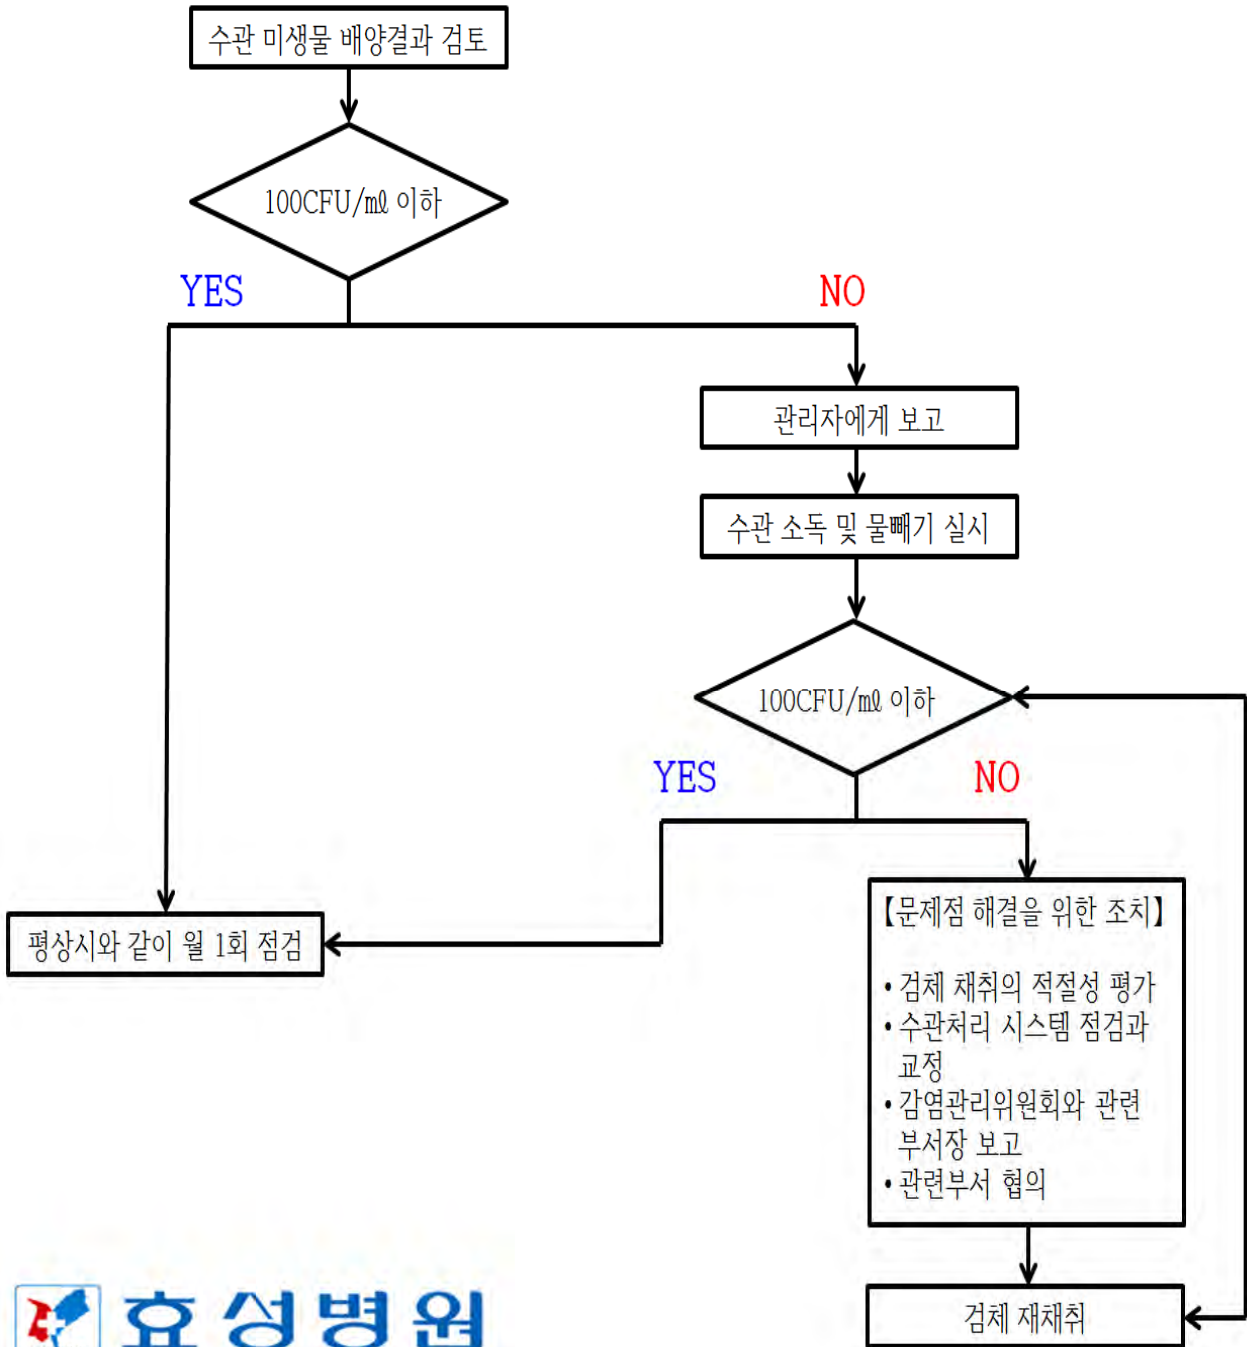 수관 미생물 배양결과 검토
100CFU/㎖ 이하
YES
NO
관리자에게 보고
수관 소독 및 물빼기 실시
100CFU/㎖ 이하
YES
NO
평상시와 같이 월 1회 점검
【문제점 해결을 위한 조치】
• 검체 채취의 적절성 평가
• 수관처리 시스템 점검과
교정
• 감염관리위원회와 관련
부서장 보고
• 관련부서 협의
검체 재채취
효성병원